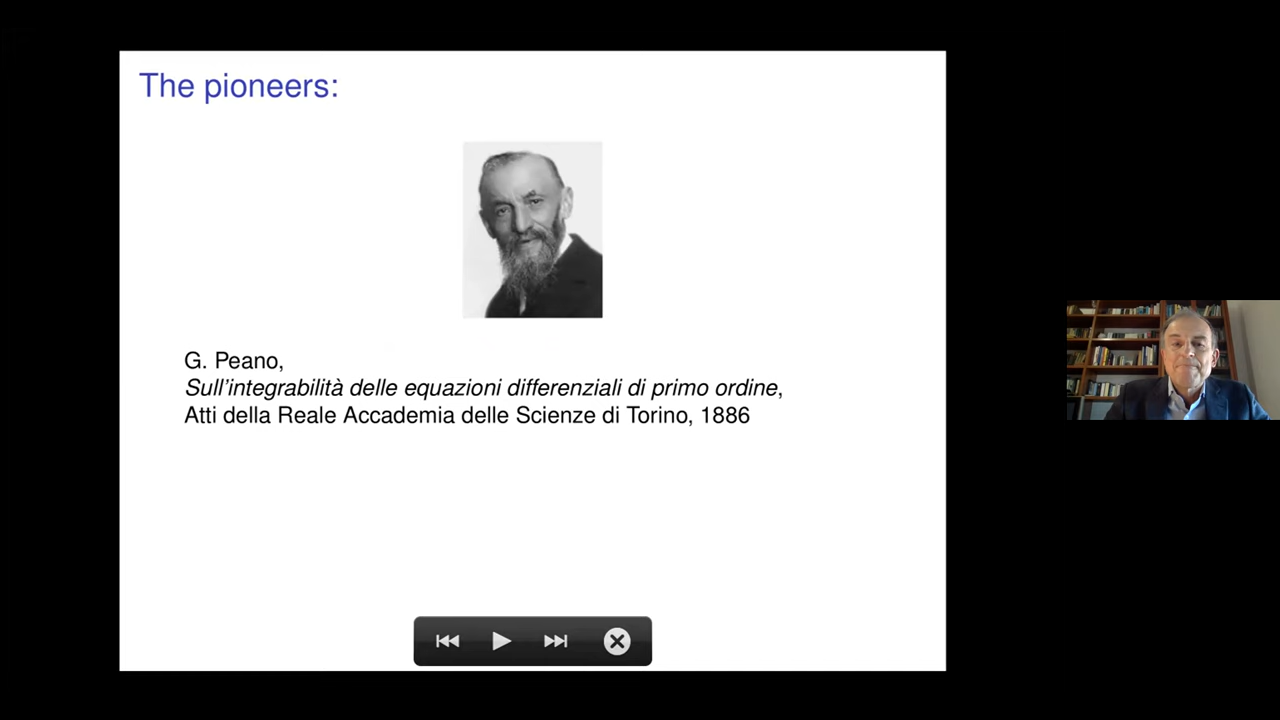 The pioneers:
G. Peano,
Sull'integrabilità delle equazioni differenziali di primo ordine,
Atti della Reale Accademia delle Scienze di Torino, 1886